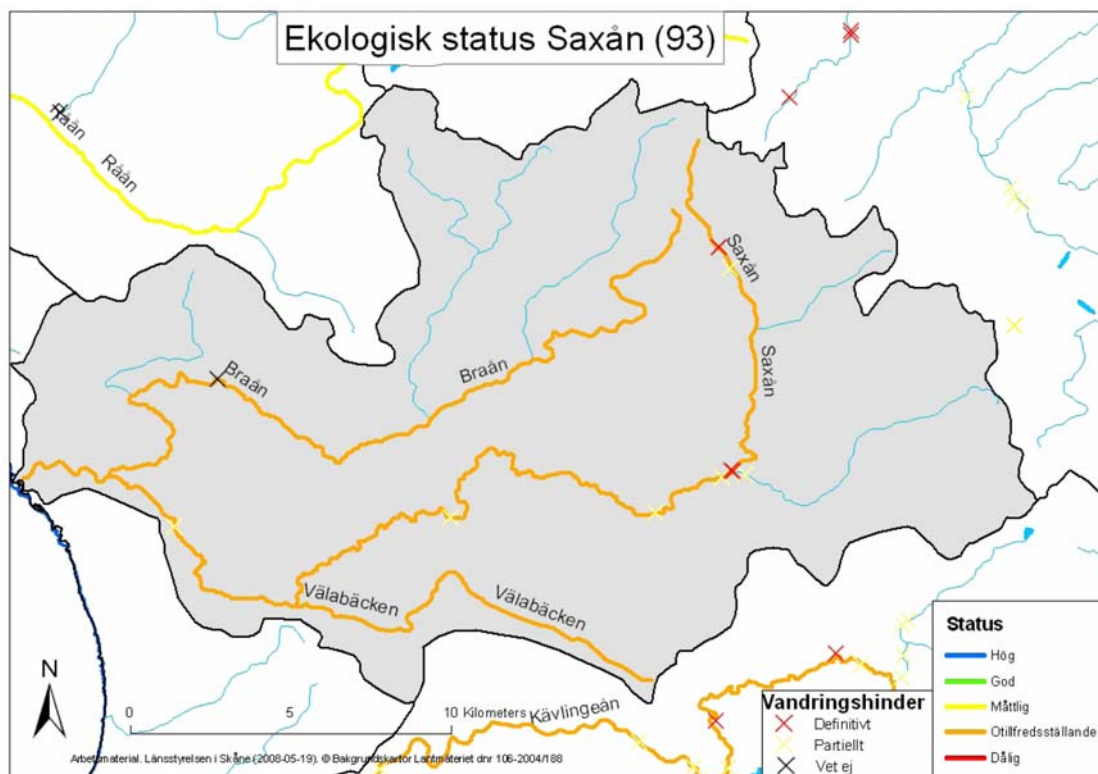 Ekologisk status Saxån (93)
Råån
Råån
Saxån
Saxån
Braån
Braån
Välabäcken
Välabäcken
Kävlingeån
N
0 5 10 Kilometers
Status
Hög
God
Måttlig
Otillfredsställande
Dålig
Vandringshinder
Definitivt
Partiellt
Vet ej
Arbetsmaterial. Länsstyrelsen i Skåne (2008-05-19). © Bakgrundskartor Lantmäteriet dnr 106-2004/188